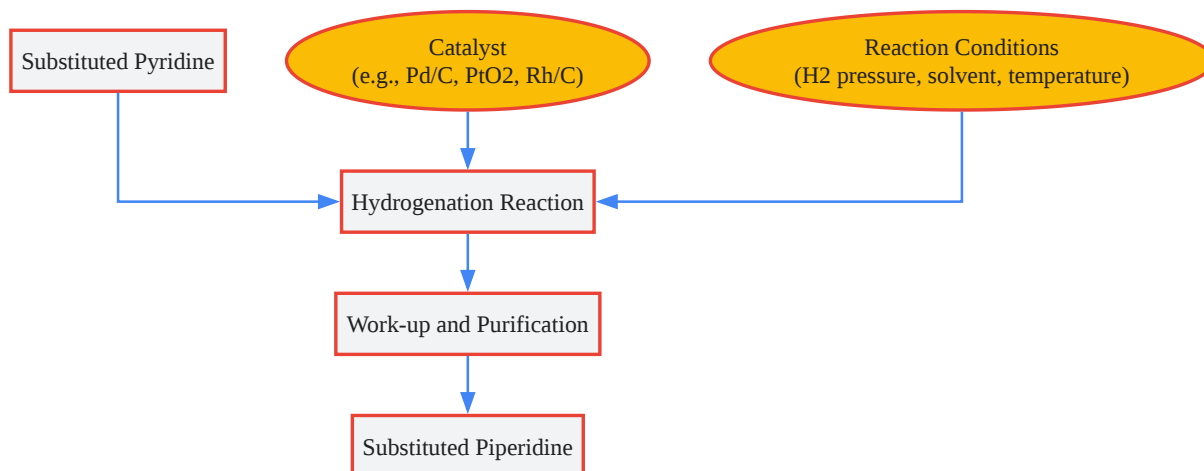 Substituted Pyridine
Catalyst
(e.g., Pd/C, PtO2, Rh/C)
Reaction Conditions
(H2 pressure, solvent, temperature)
Hydrogenation Reaction
Work-up and Purification
Substituted Piperidine